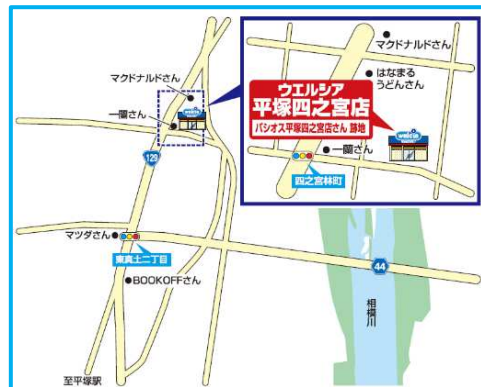 マクドナルドさん
一蘭さん
129
マツダさん
東真土二丁目
BOOKOFFさん
至平塚駅
44
相模川
マクドナルドさん
はなまる
うどんさん
ウエルシア
平塚四之宮店
パシオス平塚四之宮店さん 跡地
一蘭さん
四之宮林町
welcia